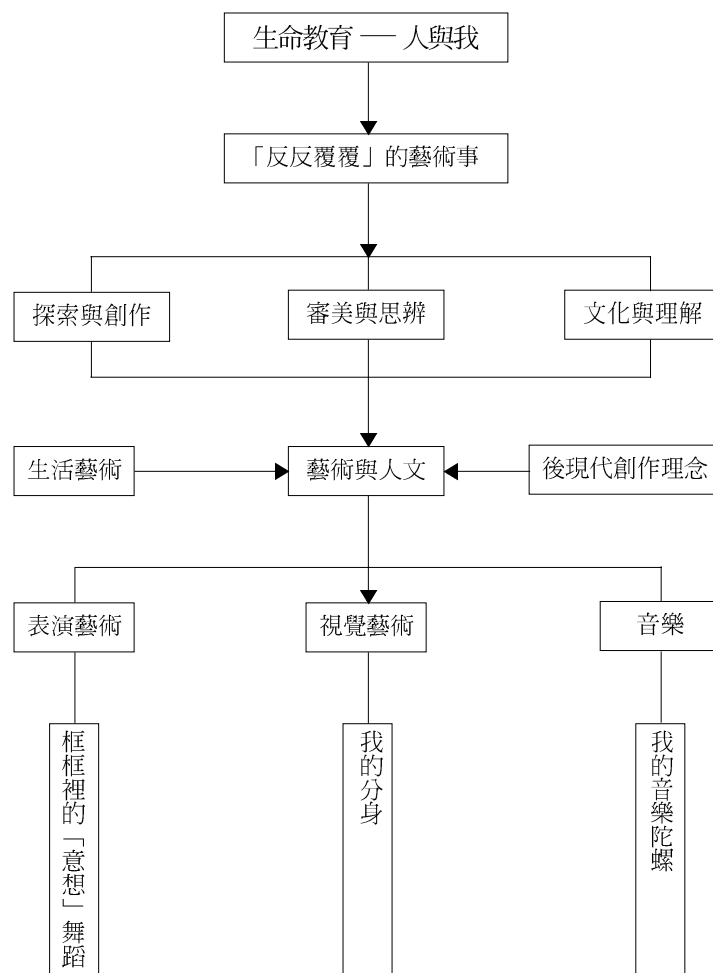 生命教育 — 人與我
「反反覆覆」的藝術事
探索與創作
審美與思辨
文化與理解
生活藝術
藝術與人文
後現代創作理念
表演藝術
視覺藝術
音樂
框框裡的「意想」舞蹈
我的分身
我的音樂陀螺